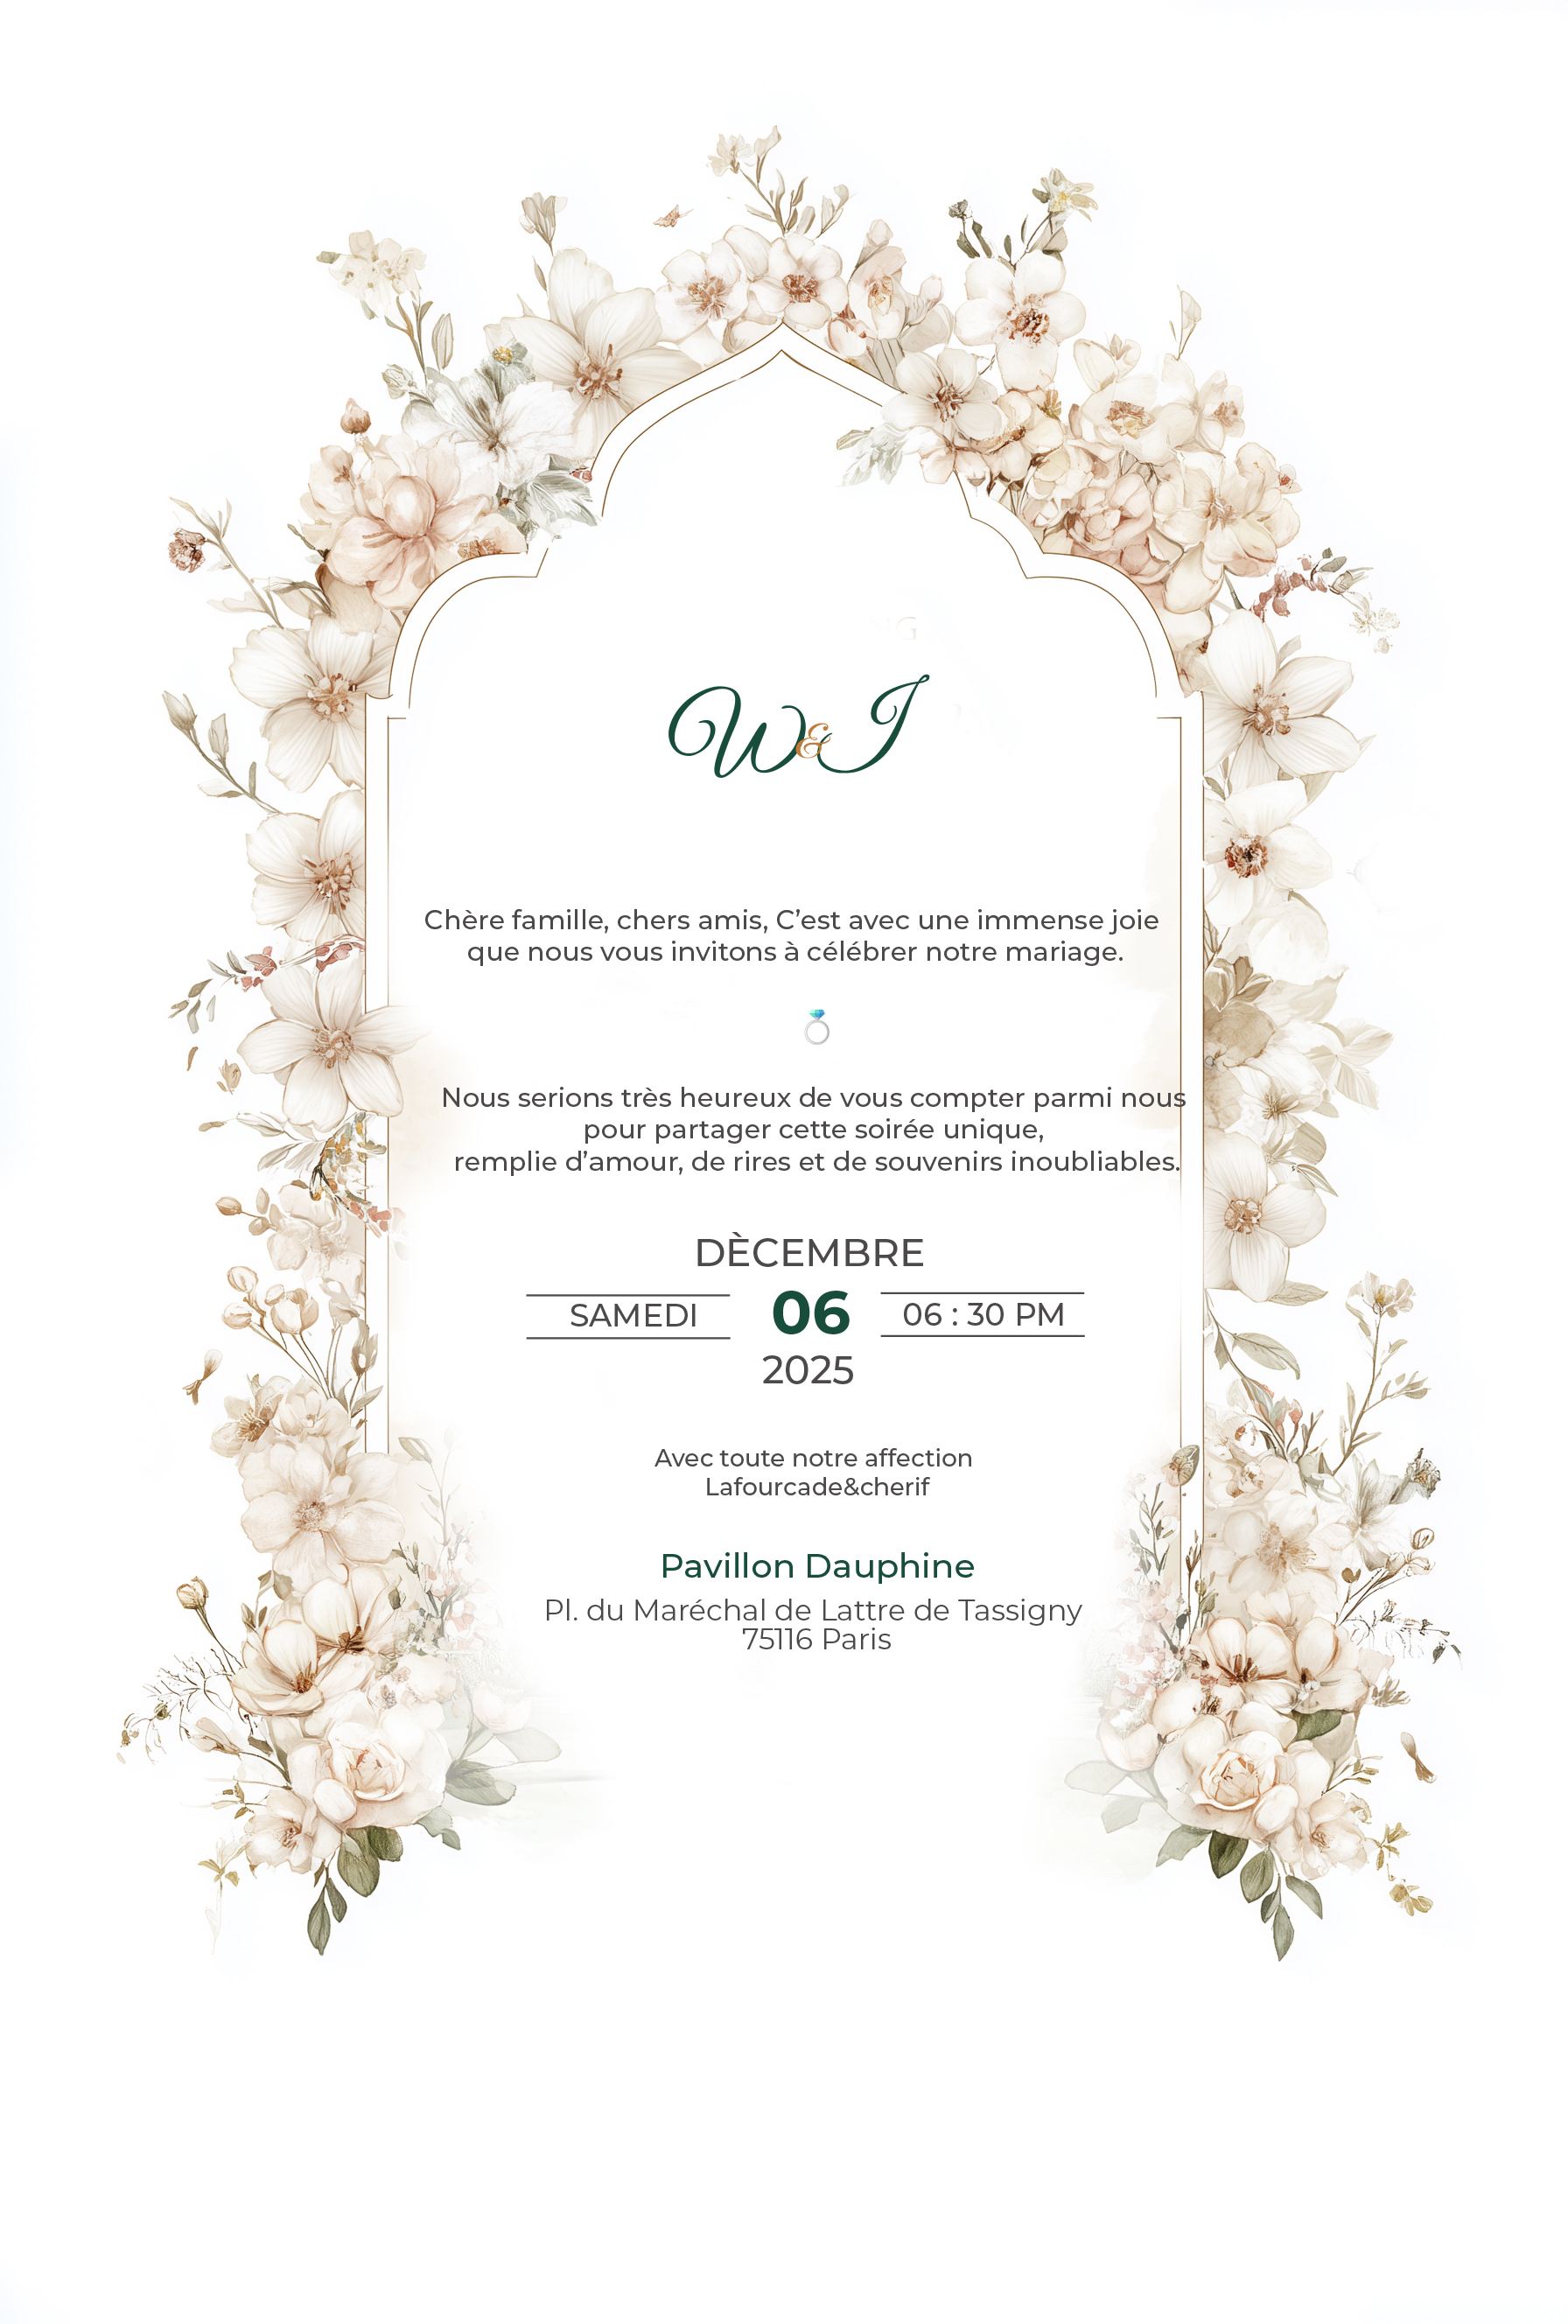 W&I
Chère famille, chers amis, C’est avec une immense joie
que nous vous invitons à célébrer notre mariage.
Nous serions très heureux de vous compter parmi nous
pour partager cette soirée unique,
remplie d’amour, de rires et de souvenirs inoubliables.
DÈCEMBRE
SAMEDI 06 06 : 30 PM
2025
Avec toute notre affection
Lafourcade&cherif
Pavillon Dauphine
Pl. du Maréchal de Lattre de Tassigny
75116 Paris